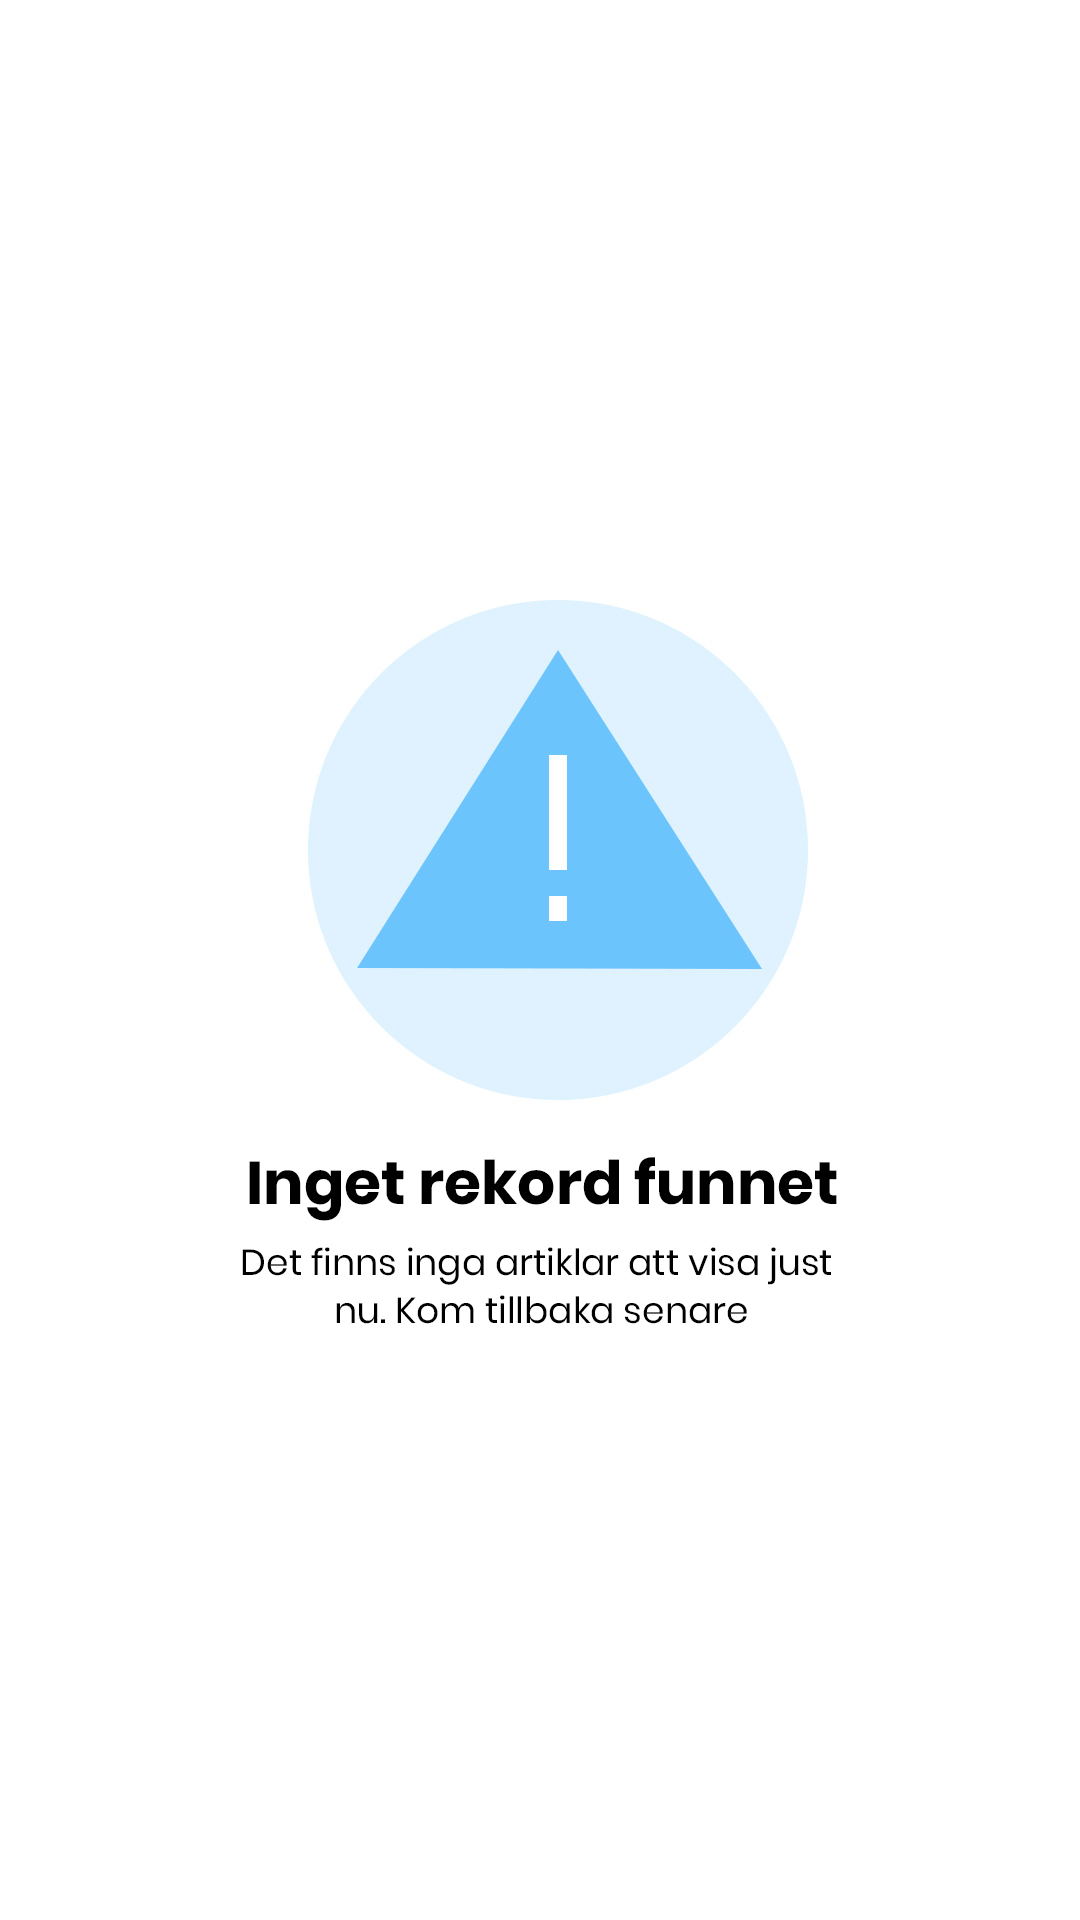 Inget rekord funnet
Det finns inga artiklar att visa just
nu. Kom tillbaka senare